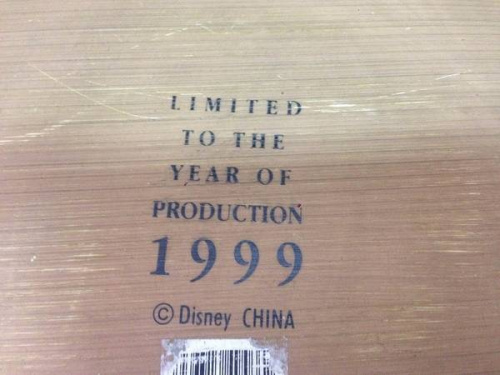 LIMITED
TO THE
YEAR OF
PRODUCTION
1999
© Disney CHINA